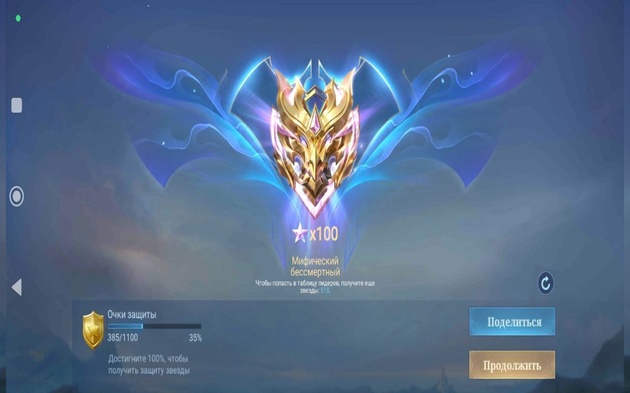 x100
Мифический
бессмертный
Чтобы попасть в таблицу лидеров, получите еще
звезды:
Очки защиты
385/1100 35%
Достигните 100%, чтобы
получить защиту звезды
Поделиться
Продолжить